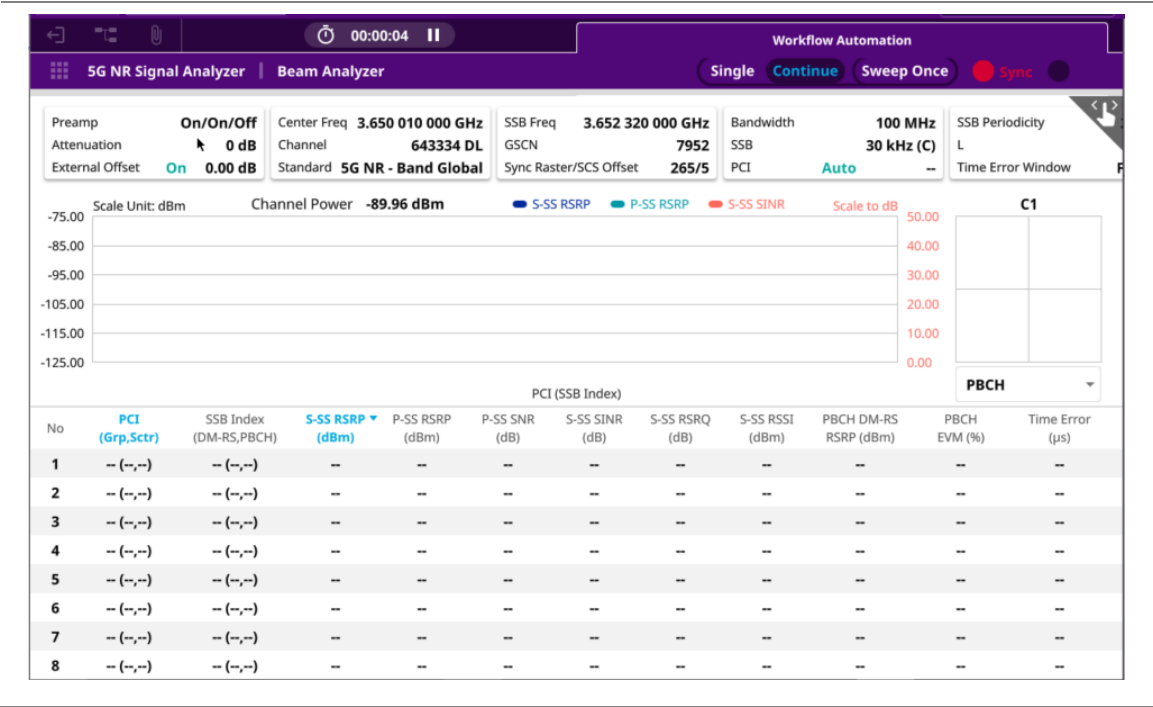 00:00:04
Workflow Automation
5G NR Signal Analyzer | Beam Analyzer
Single Continue Sweep Once Sync
Preamp On/On/Off
Attenuation 0 dB
External Offset On 0.00 dB
Center Freq 3.650 010 000 GHz
Channel 643334 DL
Standard 5G NR - Band Global
SSB Freq 3.652 320 000 GHz
GSCN 7952
Sync Raster/SCS Offset 265/5
Bandwidth 100 MHz
SSB 30 kHz (C)
PCI Auto --
SSB Periodicity
L
Time Error Window
Scale Unit: dBm Channel Power -89.96 dBm S-SS RSRP P-SS RSRP S-SS SINR Scale to dB C1
-75.00 50.00
-85.00 40.00
-95.00 30.00
-105.00 20.00
-115.00 10.00
-125.00 0.00
PCI (SSB Index)
PBCH
No PCI (Grp,Sctr) SSB Index (DM-RS,PBCH) S-SS RSRP (dBm) P-SS RSRP (dBm) P-SS SNR (dB) S-SS SINR (dB) S-SS RSRQ (dB) S-SS RSSI (dBm) PBCH DM-RS RSRP (dBm) PBCH EVM (%) Time Error (µs)
1 -- (--,--) -- (--,--) -- -- -- -- -- -- -- -- --
2 -- (--,--) -- (--,--) -- -- -- -- -- -- -- -- --
3 -- (--,--) -- (--,--) -- -- -- -- -- -- -- -- --
4 -- (--,--) -- (--,--) -- -- -- -- -- -- -- -- --
5 -- (--,--) -- (--,--) -- -- -- -- -- -- -- -- --
6 -- (--,--) -- (--,--) -- -- -- -- -- -- -- -- --
7 -- (--,--) -- (--,--) -- -- -- -- -- -- -- -- --
8 -- (--,--) -- (--,--) -- -- -- -- -- -- -- -- --